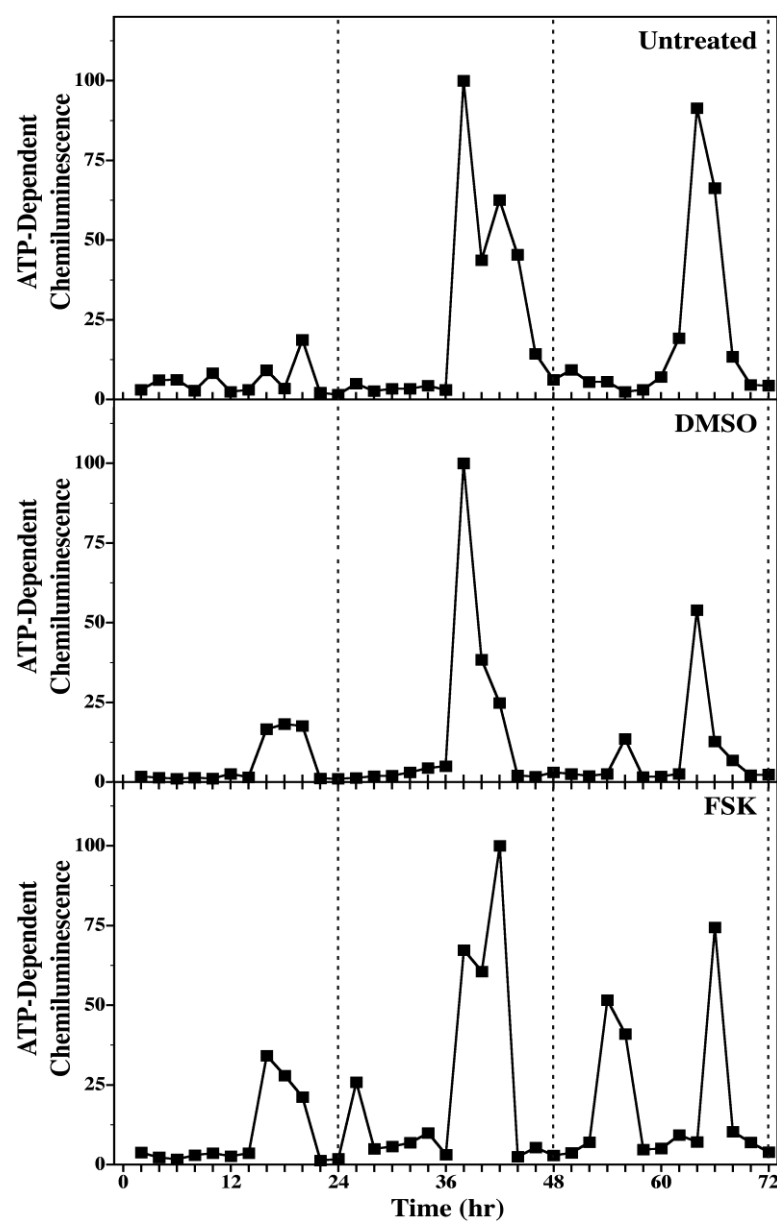 Untreated
ATP-Dependent
Chemiluminescence
100
75
50
25
0
DMSO
ATP-Dependent
Chemiluminescence
100
75
50
25
0
FSK
ATP-Dependent
Chemiluminescence
100
75
50
25
0
0 12 24 36 48 60 72
Time (hr)